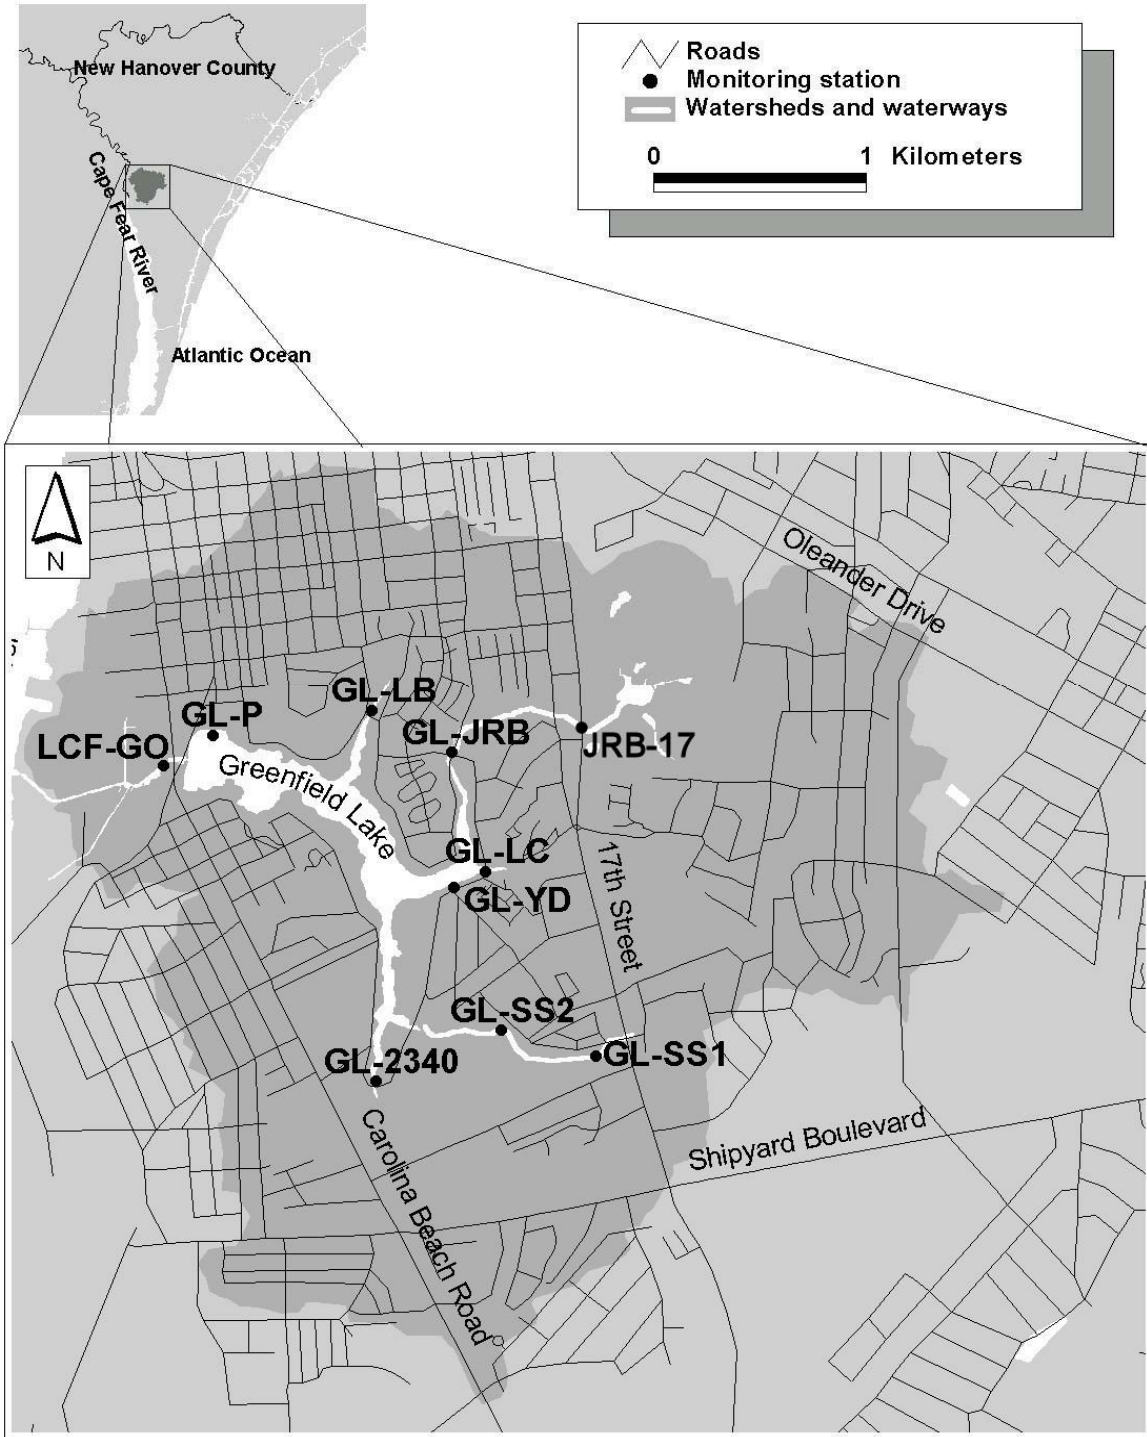 New Hanover County
Cape Fear River
Atlantic Ocean
Roads
Monitoring station
Watersheds and waterways
0 1 Kilometers
N
Oleander Drive
GL-LB
GL-P
GL-JRB
LCF-GO
JRB-17
Greenfield Lake
GL-LC
GL-YD
17th Street
GL-SS2
GL-SS1
GL-2340
Carolina Beach Road
Shipyard Boulevard